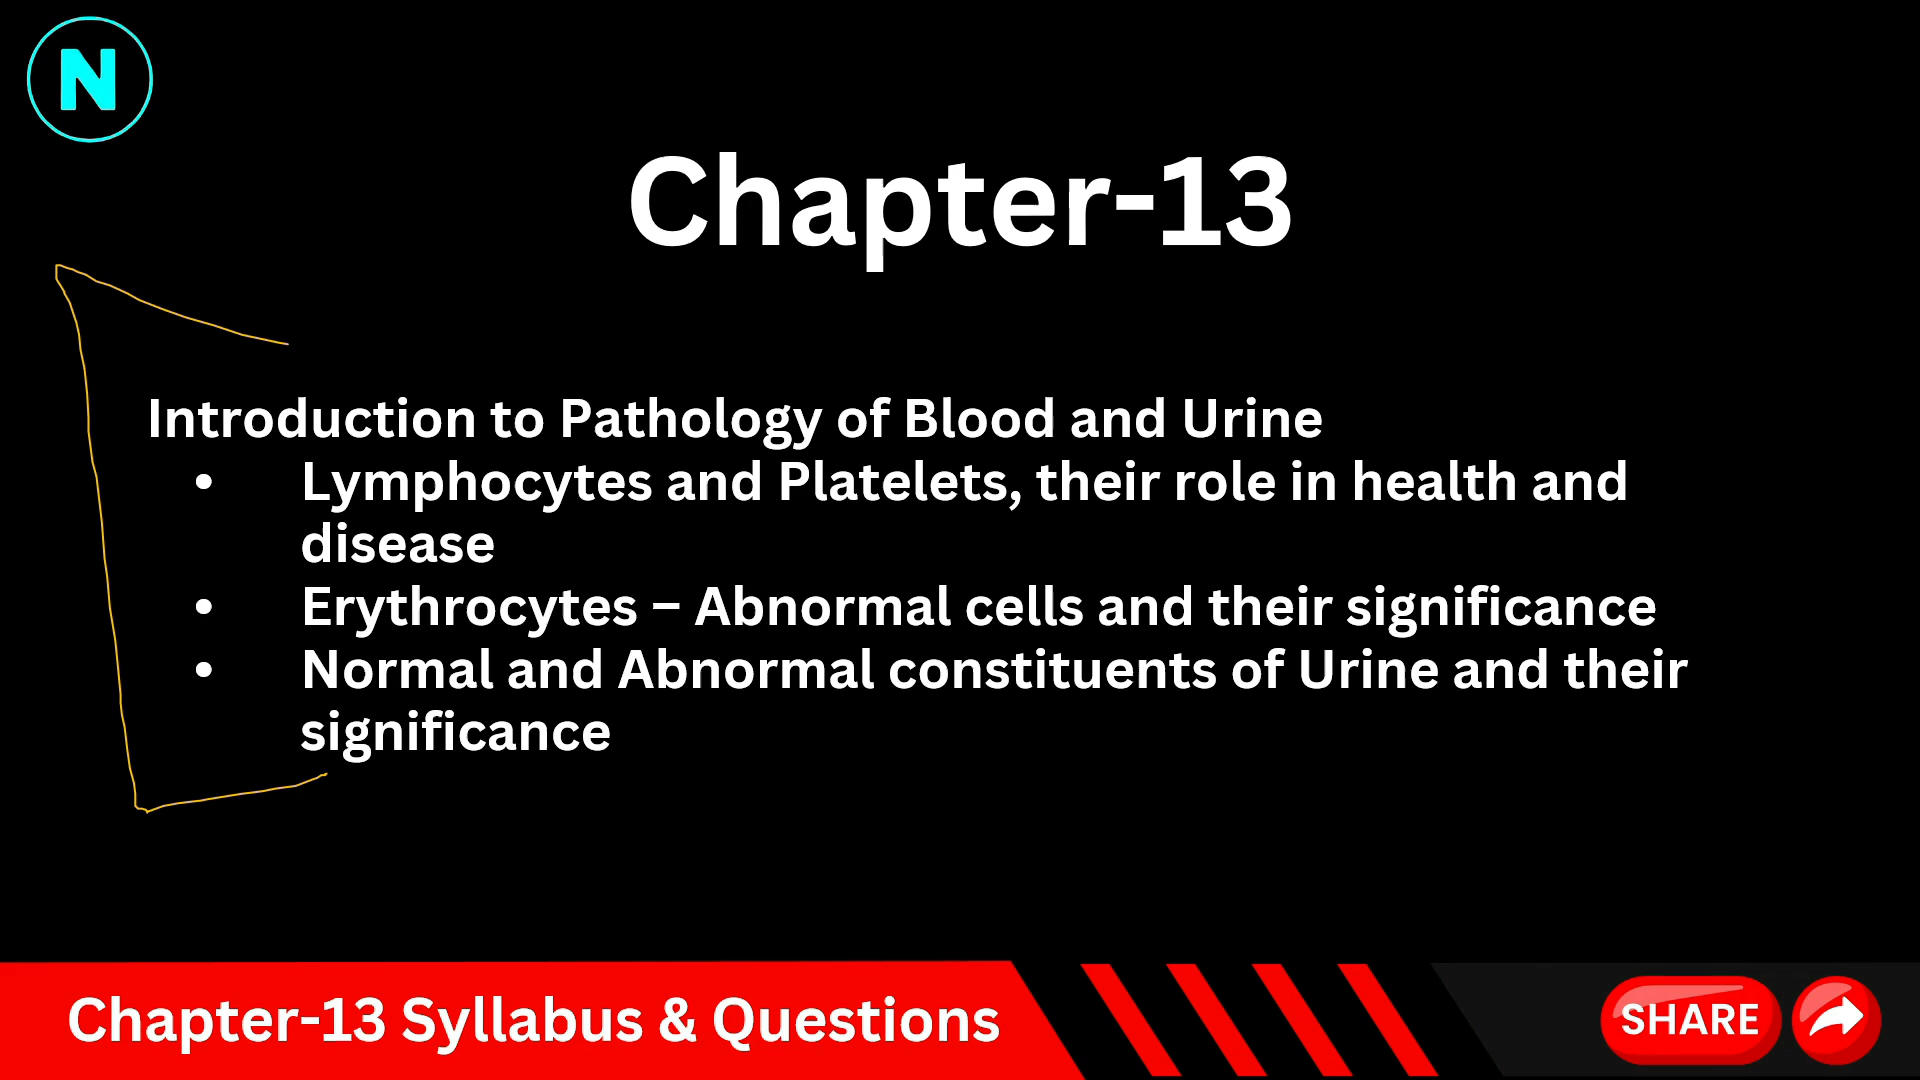 N
Chapter-13
Introduction to Pathology of Blood and Urine
• Lymphocytes and Platelets, their role in health and
disease
• Erythrocytes – Abnormal cells and their significance
• Normal and Abnormal constituents of Urine and their
significance
Chapter-13 Syllabus & Questions
SHARE